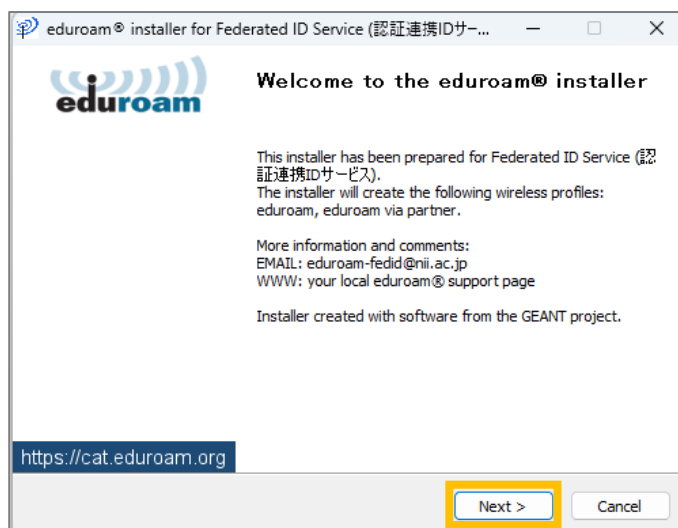 eduroam® installer for Federated ID Service (認証連携IDサー...
eduroam
Welcome to the eduroam® installer
This installer has been prepared for Federated ID Service (認
証連携IDサービス).
The installer will create the following wireless profiles:
eduroam, eduroam via partner.
More information and comments:
EMAIL: eduroam-fedid@nii.ac.jp
WWW: your local eduroam® support page
Installer created with software from the GEANT project.
https://cat.eduroam.org
Next >
Cancel